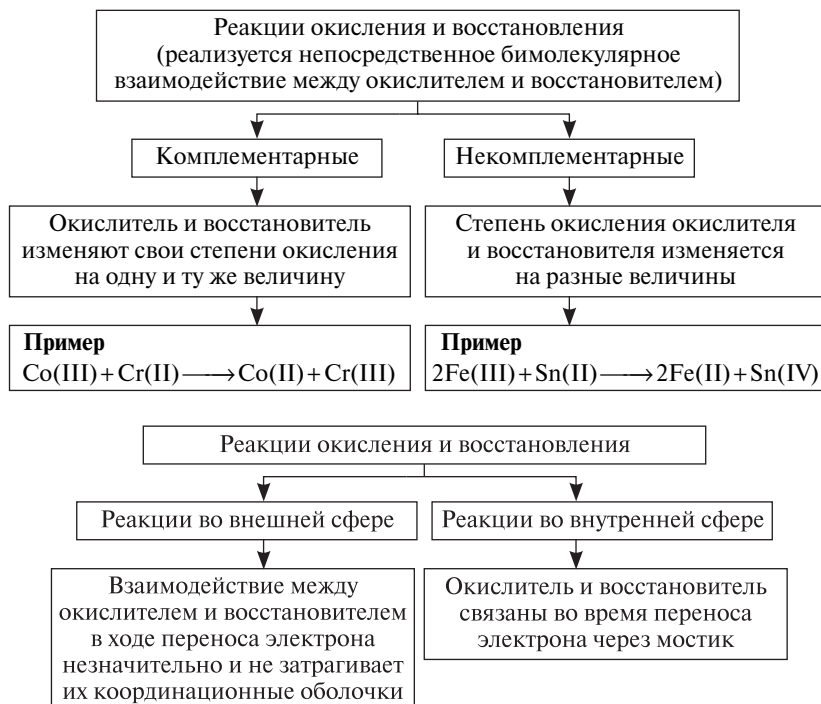 Реакции окисления и восстановления
(реализуется непосредственное бимолекулярное
взаимодействие между окислителем и восстановителем)
Комплементарные
Некомплементарные
Окислитель и восстановитель
изменяют свои степени окисления
на одну и ту же величину
Степень окисления окислителя
и восстановителя изменяется
на разные величины
Пример
Co(III) + Cr(II) ⟶ Co(II) + Cr(III)
Пример
2Fe(III) + Sn(II) ⟶ 2Fe(II) + Sn(IV)
Реакции окисления и восстановления
Реакции во внешней сфере
Реакции во внутренней сфере
Взаимодействие между
окислителем и восстановителем
в ходе переноса электрона
незначительно и не затрагивает
их координационные оболочки
Окислитель и восстановитель
связаны во время переноса
электрона через мостик